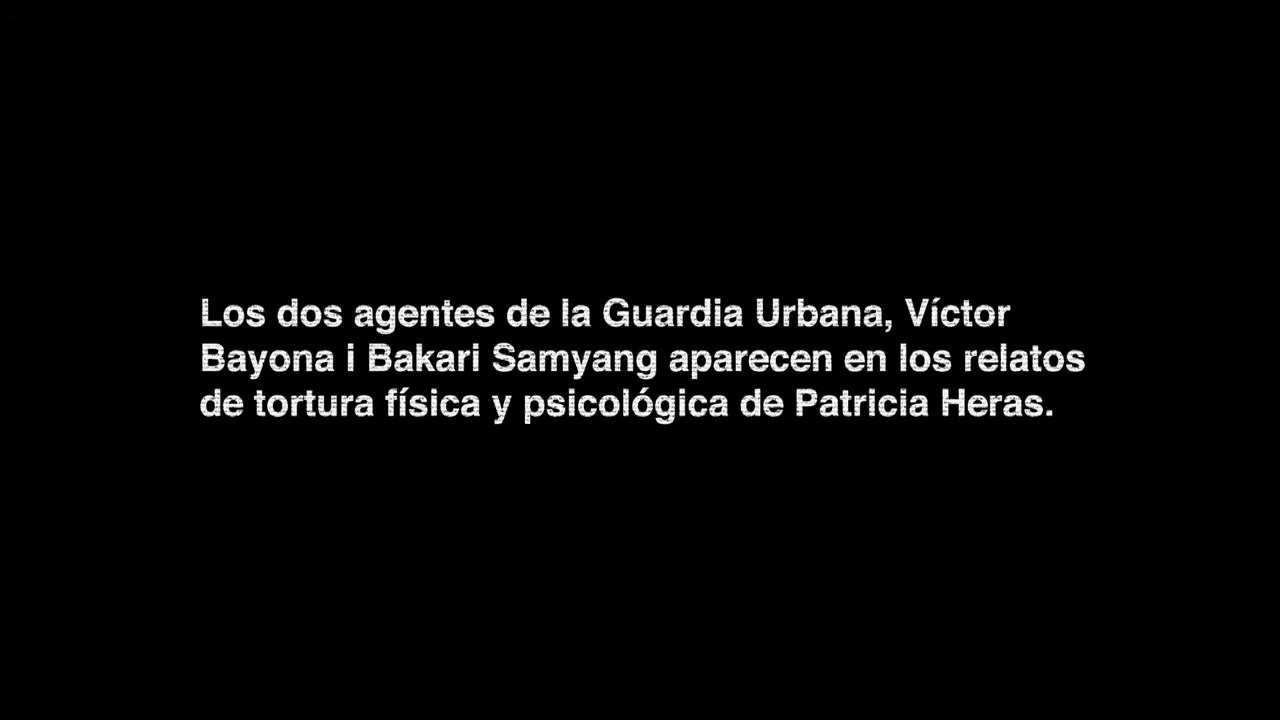 Los dos agentes de la Guardia Urbana, Víctor
Bayona i Bakari Samyang aparecen en los relatos
de tortura física y psicológica de Patricia Heras.